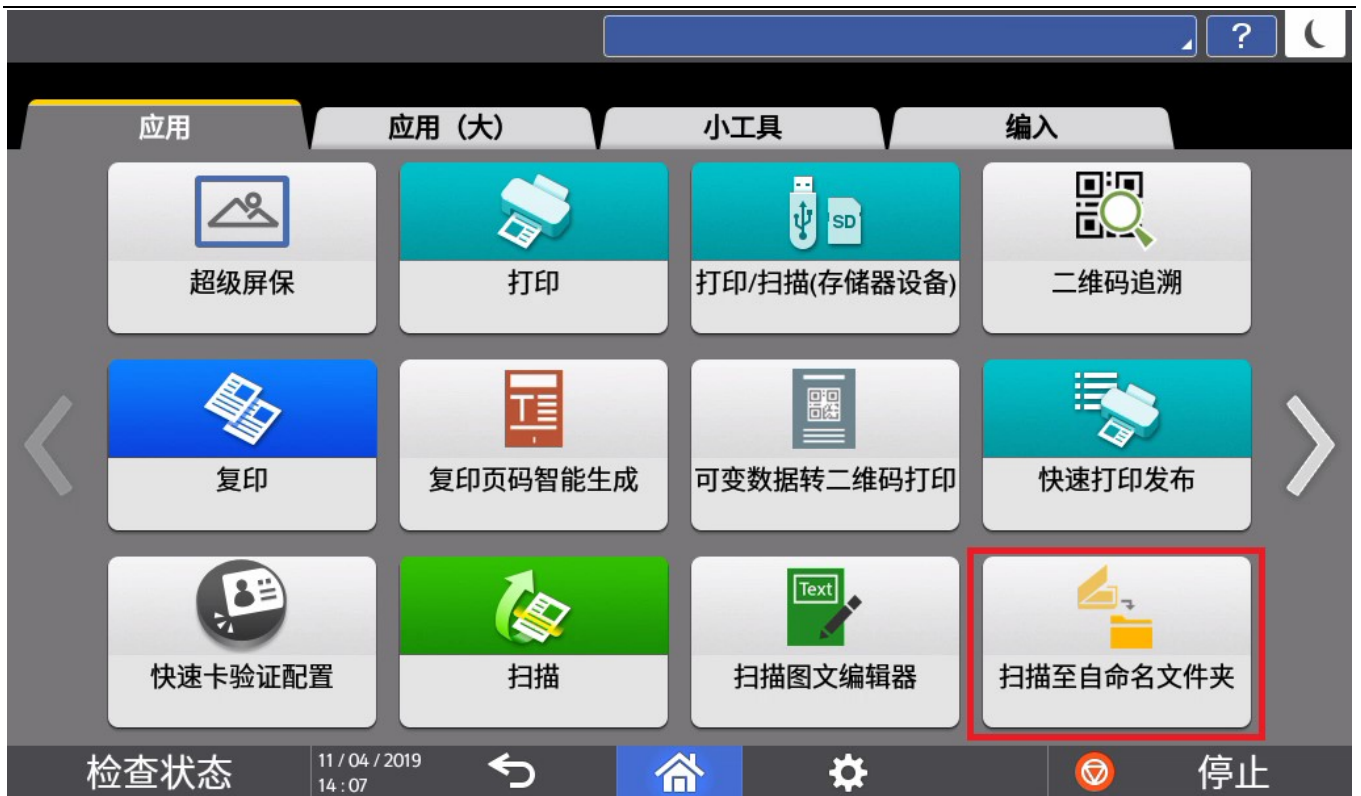 ?
应用
应用（大）
小工具
编入
SD
超级屏保
打印
打印/扫描(存储器设备)
二维码追溯
T
复印
复印页码智能生成
可变数据转二维码打印
快速打印发布
Text
快速卡验证配置
扫描
扫描图文编辑器
扫描至自命名文件夹
检查状态
11 / 04 / 2019
14 : 07
停止